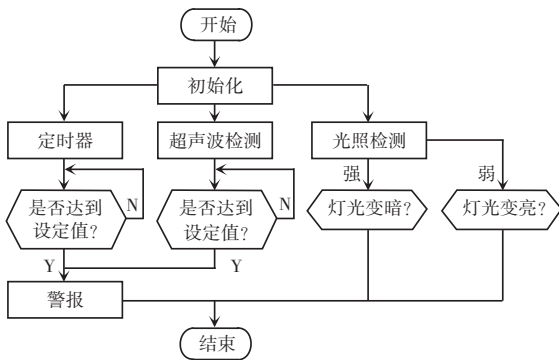 开始
初始化
定时器
超声波检测
光照检测
强
弱
N
N
是否达到
设定值?
是否达到
设定值?
灯光变暗?
灯光变亮?
Y
Y
警报
结束